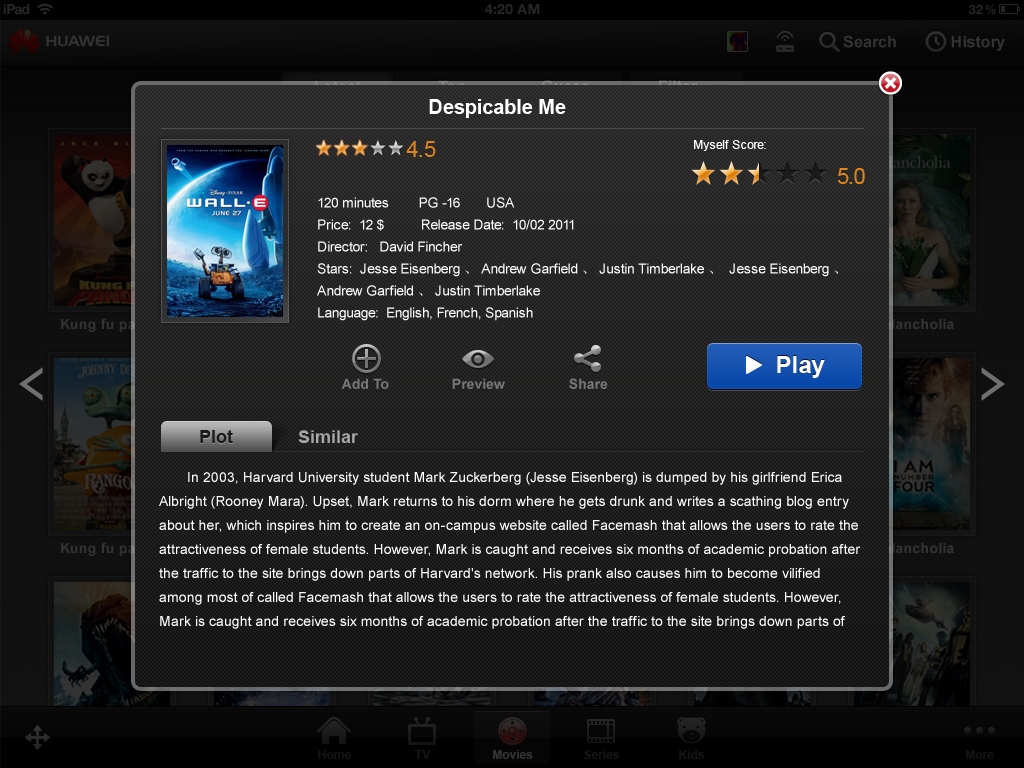 iPad 4:20 AM 32%
HUAWEI Search History
Despicable Me
4.5
Myself Score:
5.0
Disney · PIXAR
WALL·E
JUNE 27
120 minutes PG -16 USA
Price: 12 $ Release Date: 10/02 2011
Director: David Fincher
Stars: Jesse Eisenberg 、 Andrew Garfield 、 Justin Timberlake 、 Jesse Eisenberg 、
Andrew Garfield 、 Justin Timberlake
Language: English, French, Spanish
Add To Preview Share Play
Plot Similar
In 2003, Harvard University student Mark Zuckerberg (Jesse Eisenberg) is dumped by his girlfriend Erica
Albright (Rooney Mara). Upset, Mark returns to his dorm where he gets drunk and writes a scathing blog entry
about her, which inspires him to create an on-campus website called Facemash that allows the users to rate the
attractiveness of female students. However, Mark is caught and receives six months of academic probation after
the traffic to the site brings down parts of Harvard's network. His prank also causes him to become vilified
among most of called Facemash that allows the users to rate the attractiveness of female students. However,
Mark is caught and receives six months of academic probation after the traffic to the site brings down parts of
Kung fu pa
elancholia
JOHNNY DE
RANGO
I AM
NUMBER
FOUR
Kung fu pa
elancholia
Home TV Movies Series Kids More